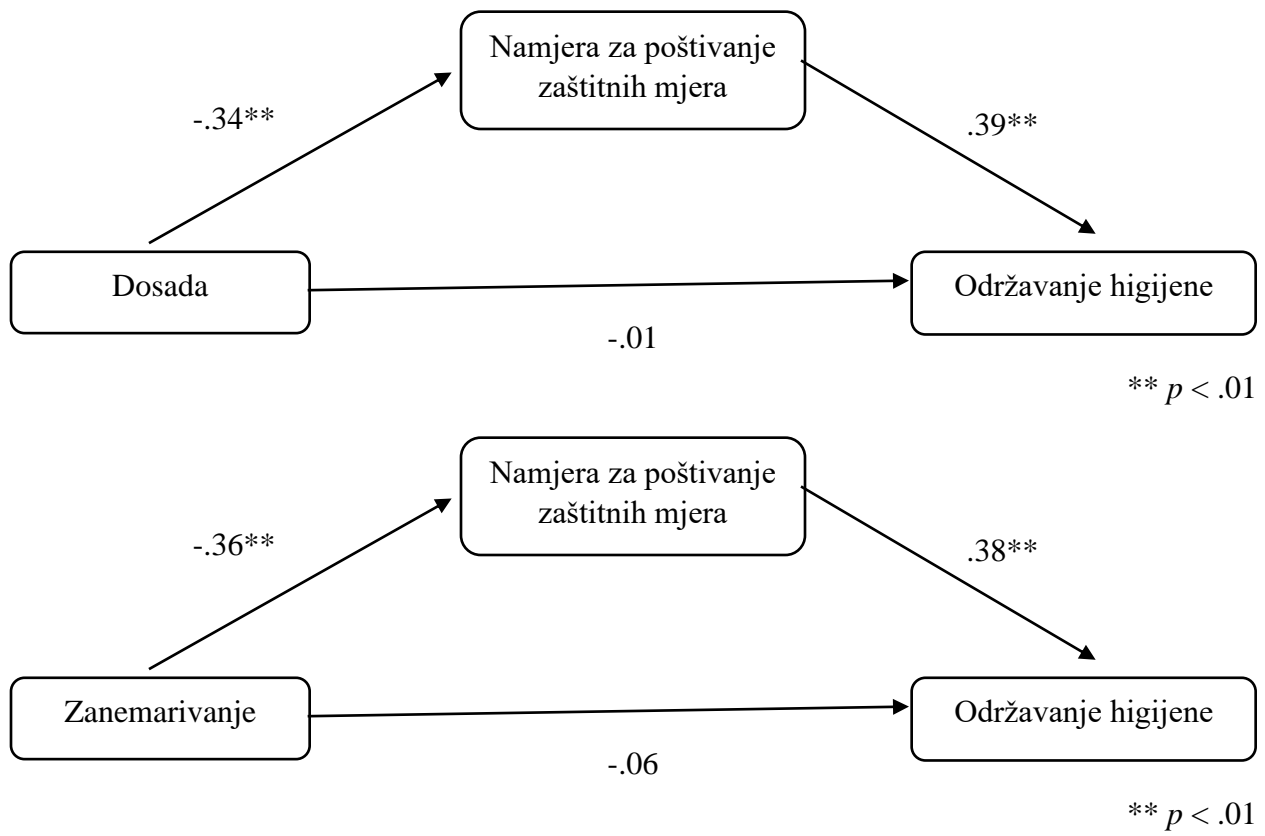 Namjera za poštivanje
zaštitnih mjera
-.34**
.39**
Dosada
Održavanje higijene
-.01
** p < .01
Namjera za poštivanje
zaštitnih mjera
-.36**
.38**
Zanemarivanje
Održavanje higijene
-.06
** p < .01